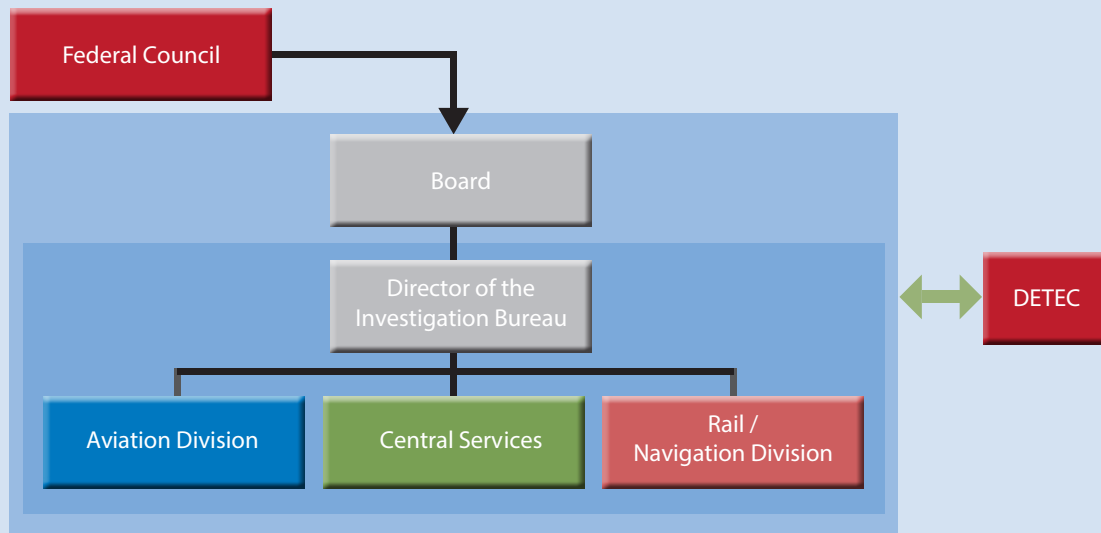 Federal Council
Board
Director of the
Investigation Bureau
DETEC
Aviation Division
Central Services
Rail /
Navigation Division